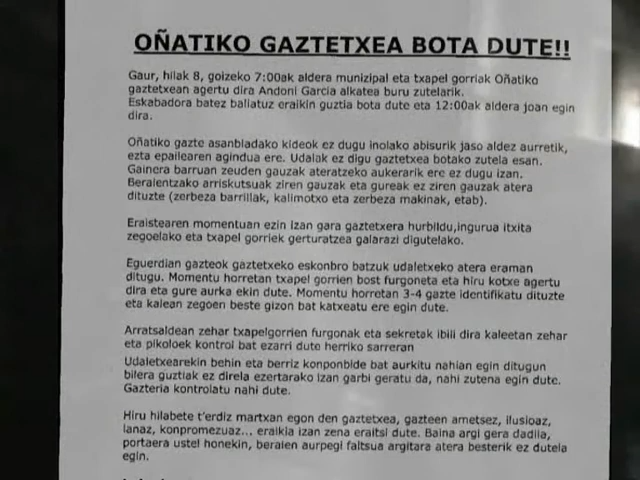 OÑATIKO GAZTETXEA BOTA DUTE!!
Gaur, hilak 8, goizeko 7:00ak aldera munizipal eta txapel gorriak Oñatiko
gaztetxean agertu dira Andoni Garcia alkatea buru zutelarik.
Eskabadora batez baliatuz eraikin guztia bota dute eta 12:00ak aldera joan egin
dira.
Oñatiko gazte asanbladako kideok ez dugu inolako abisurik jaso aldez aurretik,
ezta epailearen agindua ere. Udalak ez digu gaztetxea botako zutela esan.
Gainera barruan zeuden gauzak ateratzeko aukerarik ere ez dugu izan.
Beraientzako arriskutsuak ziren gauzak eta gureak ez ziren gauzak atera
dituzte (zerbeza barrillak, kalimotxo eta zerbeza makinak, etab).
Eraistearen momentuan ezin izan gara gaztetxera hurbildu,ingurua itxita
zegoelako eta txapel gorriek gerturatzea galarazi digutelako.
Eguerdian gazteok gaztetxeko eskonbro batzuk udaletxeko atera eraman
ditugu. Momentu horretan txapel gorrien bost furgoneta eta hiru kotxe agertu
dira eta gure aurka ekin dute. Momentu horretan 3-4 gazte identifikatu dituzte
eta kalean zegoen beste gizon bat katxeatu ere egin dute.
Arratsaldean zehar txapelgorrien furgonak eta sekretak ibili dira kaleetan zehar
eta pikoloek kontrol bat ezarri dute herriko sarreran
Udaletxearekin behin eta berriz konponbide bat aurkitu nahian egin ditugun
bilera guztiak ez direla ezertarako izan garbi geratu da, nahi zutena egin dute.
Gazteria kontrolatu nahi dute.
Hiru hilabete t'erdiz martxan egon den gaztetxea, gazteen ametsez, ilusioaz,
lanaz, konpromezuaz... eraikia izan zena eraitsi dute. Baina argi gera dadila,
portaera ustel honekin, beraien aurpegi faltsua argitara atera besterik ez dutela
egin.